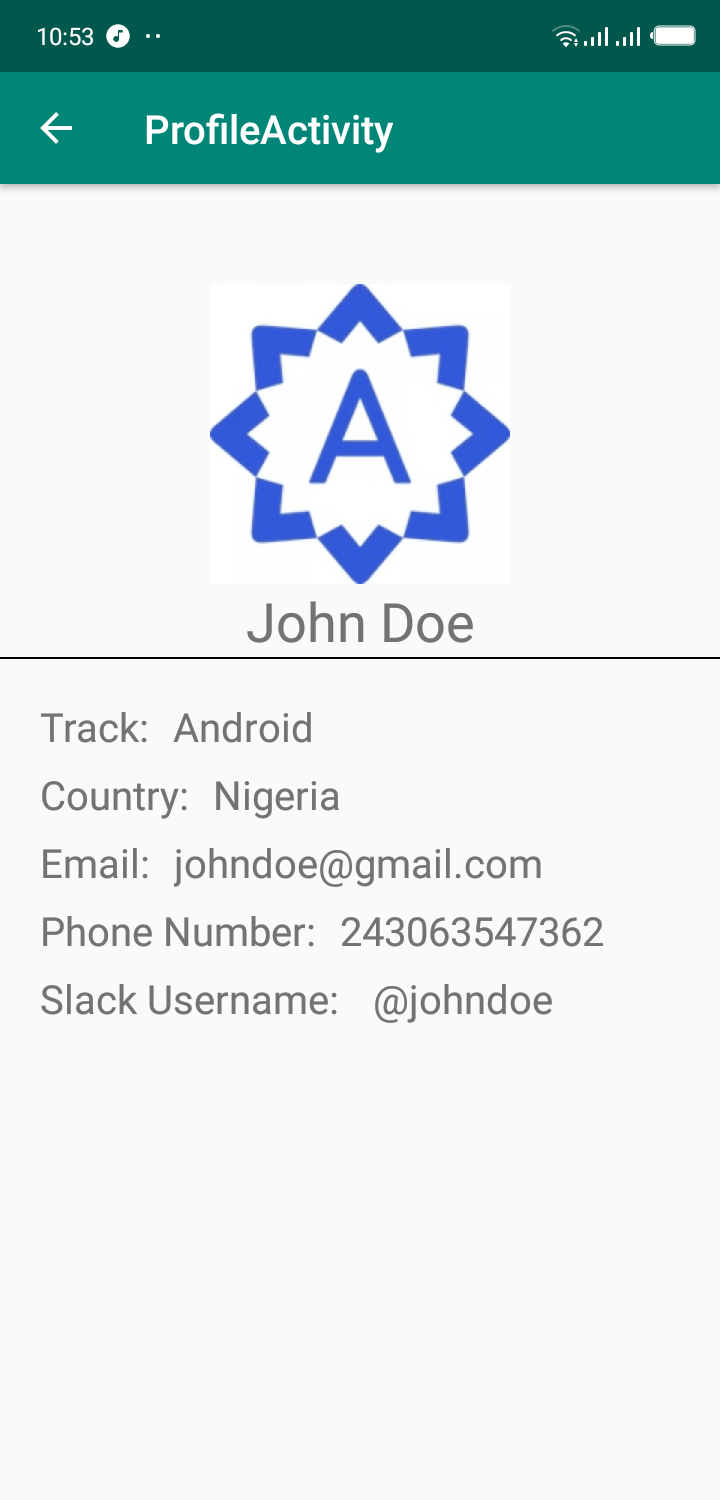 10:53
ProfileActivity
A
John Doe
Track: Android
Country: Nigeria
Email: johndoe@gmail.com
Phone Number: 243063547362
Slack Username: @johndoe